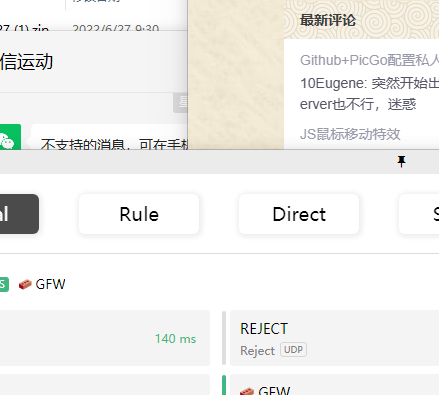 27 (1).zip
2022/6/27 9:30
信运动
不支持的消息，可在手机
最新评论
Github+PicGo配置私人
10Eugene: 突然开始出
erver也不行，迷惑
JS鼠标移动特效
al
Rule
Direct
S
S
GFW
140 ms
REJECT
Reject
UDP
GFW